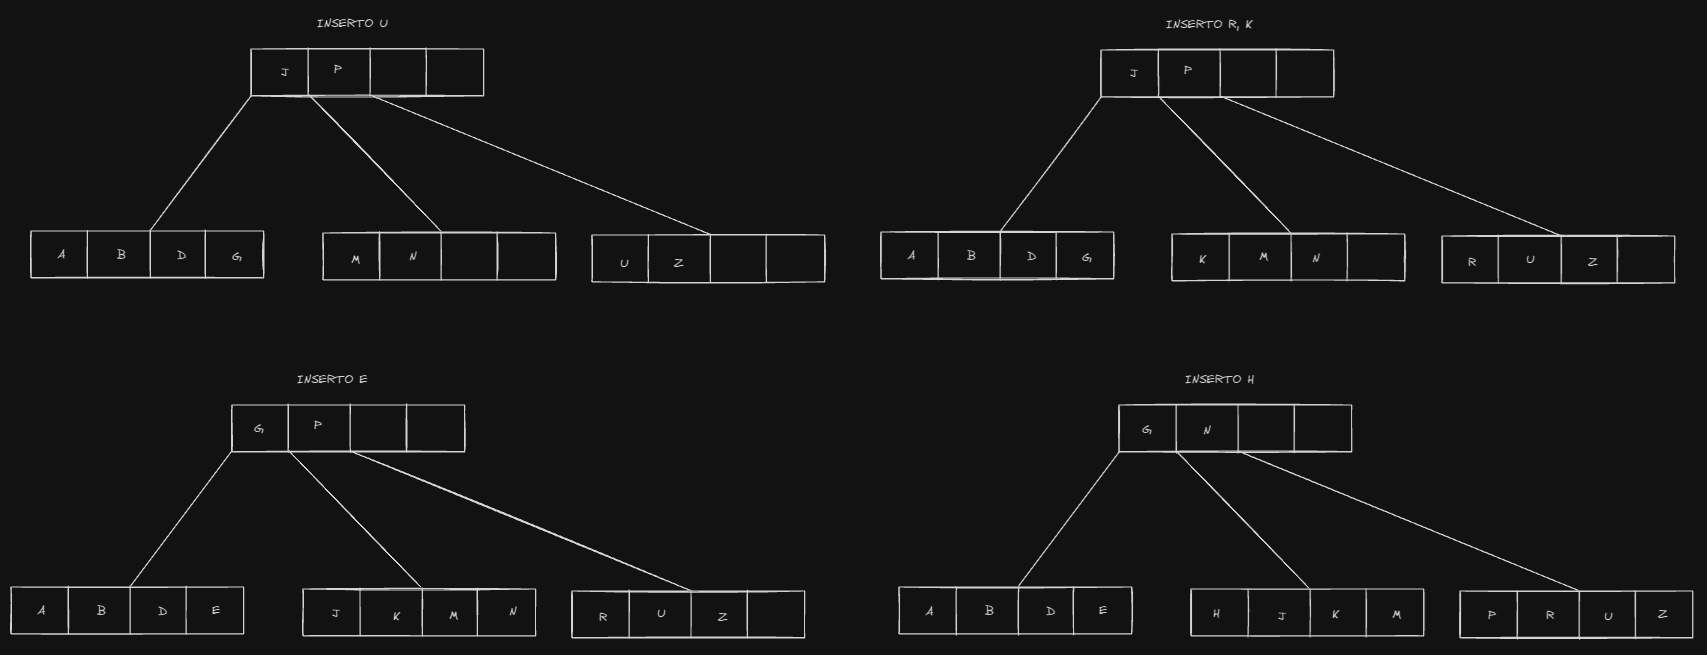 INSERTO U
J P
A B D G
M N
U Z
INSERTO R, K
J P
A B D G
K M N
R U Z
INSERTO E
G P
A B D E
J K M N
R U Z
INSERTO H
G N
A B D E
H J K M
P R U Z